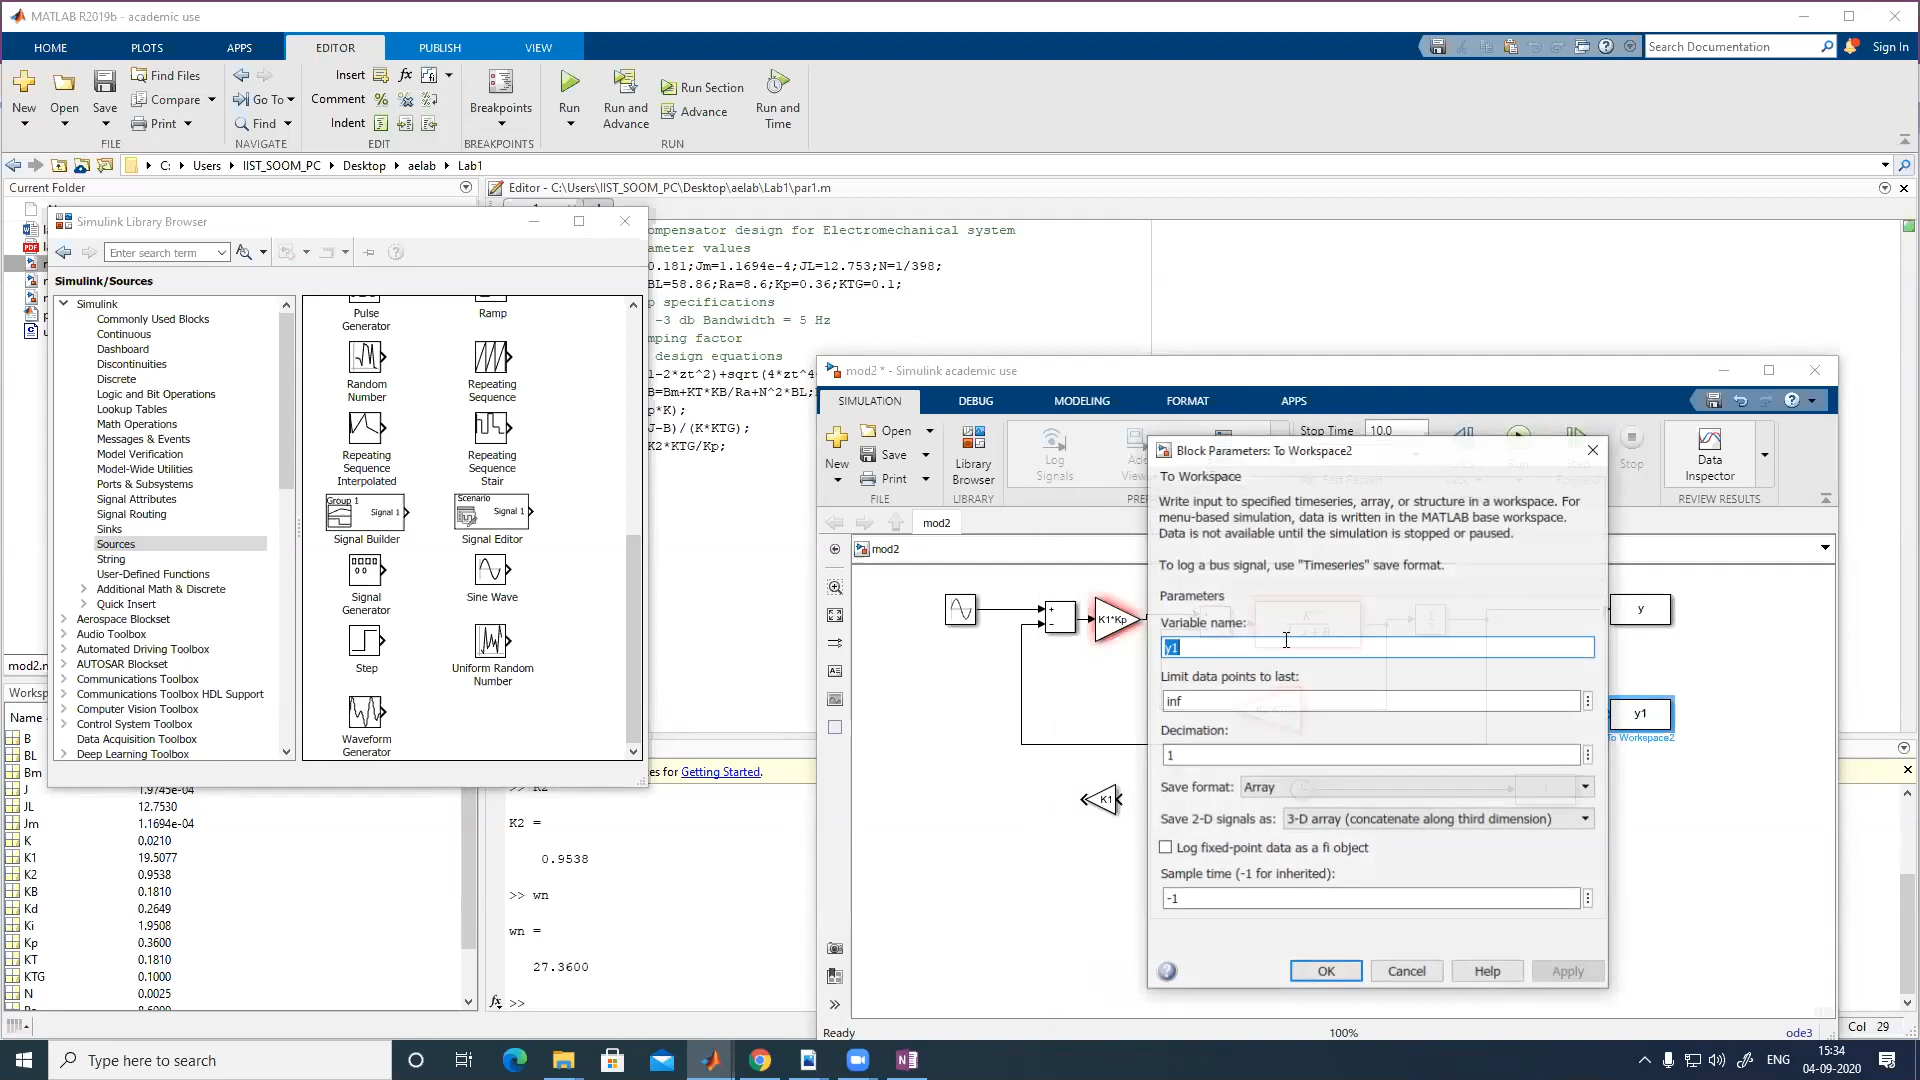 MATLAB R2019b - academic use
HOME PLOTS APPS EDITOR PUBLISH VIEW
Search Documentation Sign In
New Open Save
Find Files
Compare
Print
FILE
Go To
Find
NAVIGATE
Insert
Comment
Indent
EDIT
Breakpoints
BREAKPOINTS
Run
Run and Advance
Run Section
Advance
Run and Time
RUN
C: Users IIST_SOOM_PC Desktop aelab Lab1
Current Folder
Editor - C:\Users\IIST_SOOM_PC\Desktop\aelab\Lab1\par1.m
ompensator design for Electromechanical system
ameter values
0.181;Jm=1.1694e-4;JL=12.753;N=1/398;
BL=58.86;Ra=8.6;Kp=0.36;KTG=0.1;
p specifications
-3 db Bandwidth = 5 Hz
mping factor
design equations
B=Bm+KT*KB/Ra+N^2*BL;
p*K);
J-B)/(K*KTG);
K2*KTG/Kp;
Simulink Library Browser
Enter search term
Simulink/Sources
Simulink
Commonly Used Blocks
Continuous
Dashboard
Discontinuities
Discrete
Logic and Bit Operations
Lookup Tables
Math Operations
Messages & Events
Model Verification
Model-Wide Utilities
Ports & Subsystems
Signal Attributes
Signal Routing
Sinks
Sources
String
User-Defined Functions
Additional Math & Discrete
Quick Insert
Aerospace Blockset
Audio Toolbox
Automated Driving Toolbox
AUTOSAR Blockset
Communications Toolbox
Communications Toolbox HDL Support
Computer Vision Toolbox
Control System Toolbox
Data Acquisition Toolbox
Deep Learning Toolbox
Pulse Generator
Ramp
Random Number
Repeating Sequence
Repeating Sequence Interpolated
Repeating Sequence Stair
Group 1
Signal 1
Signal Builder
Scenario
Signal 1
Signal Editor
Signal Generator
Sine Wave
Step
Uniform Random Number
Waveform Generator
Name
B
BL
Bm
J 1.9745e-04
JL 12.7530
Jm 1.1694e-04
K 0.0210
K1 19.5077
K2 0.9538
KB 0.1810
Kd 0.2649
Ki 1.9508
Kp 0.3600
KT 0.1810
KTG 0.1000
N 0.0025
es for Getting Started.
>> K2
K2 =
0.9538
>> wn
wn =
27.3600
>>
mod2 * - Simulink academic use
SIMULATION DEBUG MODELING FORMAT APPS
New
Open
Save
Print
FILE
Library Browser
LIBRARY
Log Signals
Stop Time 10.0
Stop
Data Inspector
REVIEW RESULTS
mod2
mod2
K1*Kp
K1
y
y1
To Workspace2
Ready 100% ode3
Block Parameters: To Workspace2
To Workspace
Write input to specified timeseries, array, or structure in a workspace. For
menu-based simulation, data is written in the MATLAB base workspace.
Data is not available until the simulation is stopped or paused.
To log a bus signal, use "Timeseries" save format.
Parameters
Variable name:
y1
Limit data points to last:
inf
Decimation:
1
Save format: Array
Save 2-D signals as: 3-D array (concatenate along third dimension)
Log fixed-point data as a fi object
Sample time (-1 for inherited):
-1
OK Cancel Help Apply
Col 29
Type here to search
ENG
15:34
04-09-2020